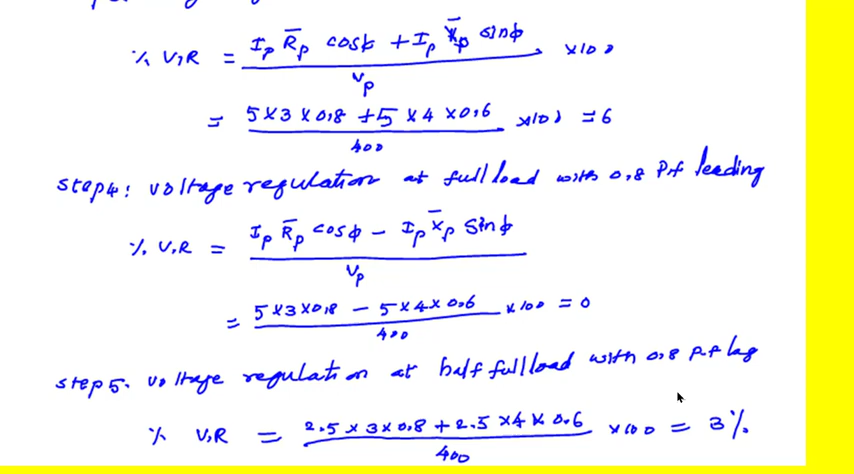 % V.R = I_p R̅_p cosϕ + I_p X̅_p sinϕ / V_p ×100
= 5×3×0.8 + 5×4×0.6 / 400 ×100 = 6
Step4: voltage regulation at full load with 0.8 P.f leading
% V.R = I_p R̅_p cosϕ − I_p X̅_p sinϕ / V_p
= 5×3×0.8 − 5×4×0.6 / 400 ×100 = 0
Step5. voltage regulation at half full load with 0.8 P.f lag
% V.R = 2.5×3×0.8 + 2.5×4×0.6 / 400 ×100 = 3%